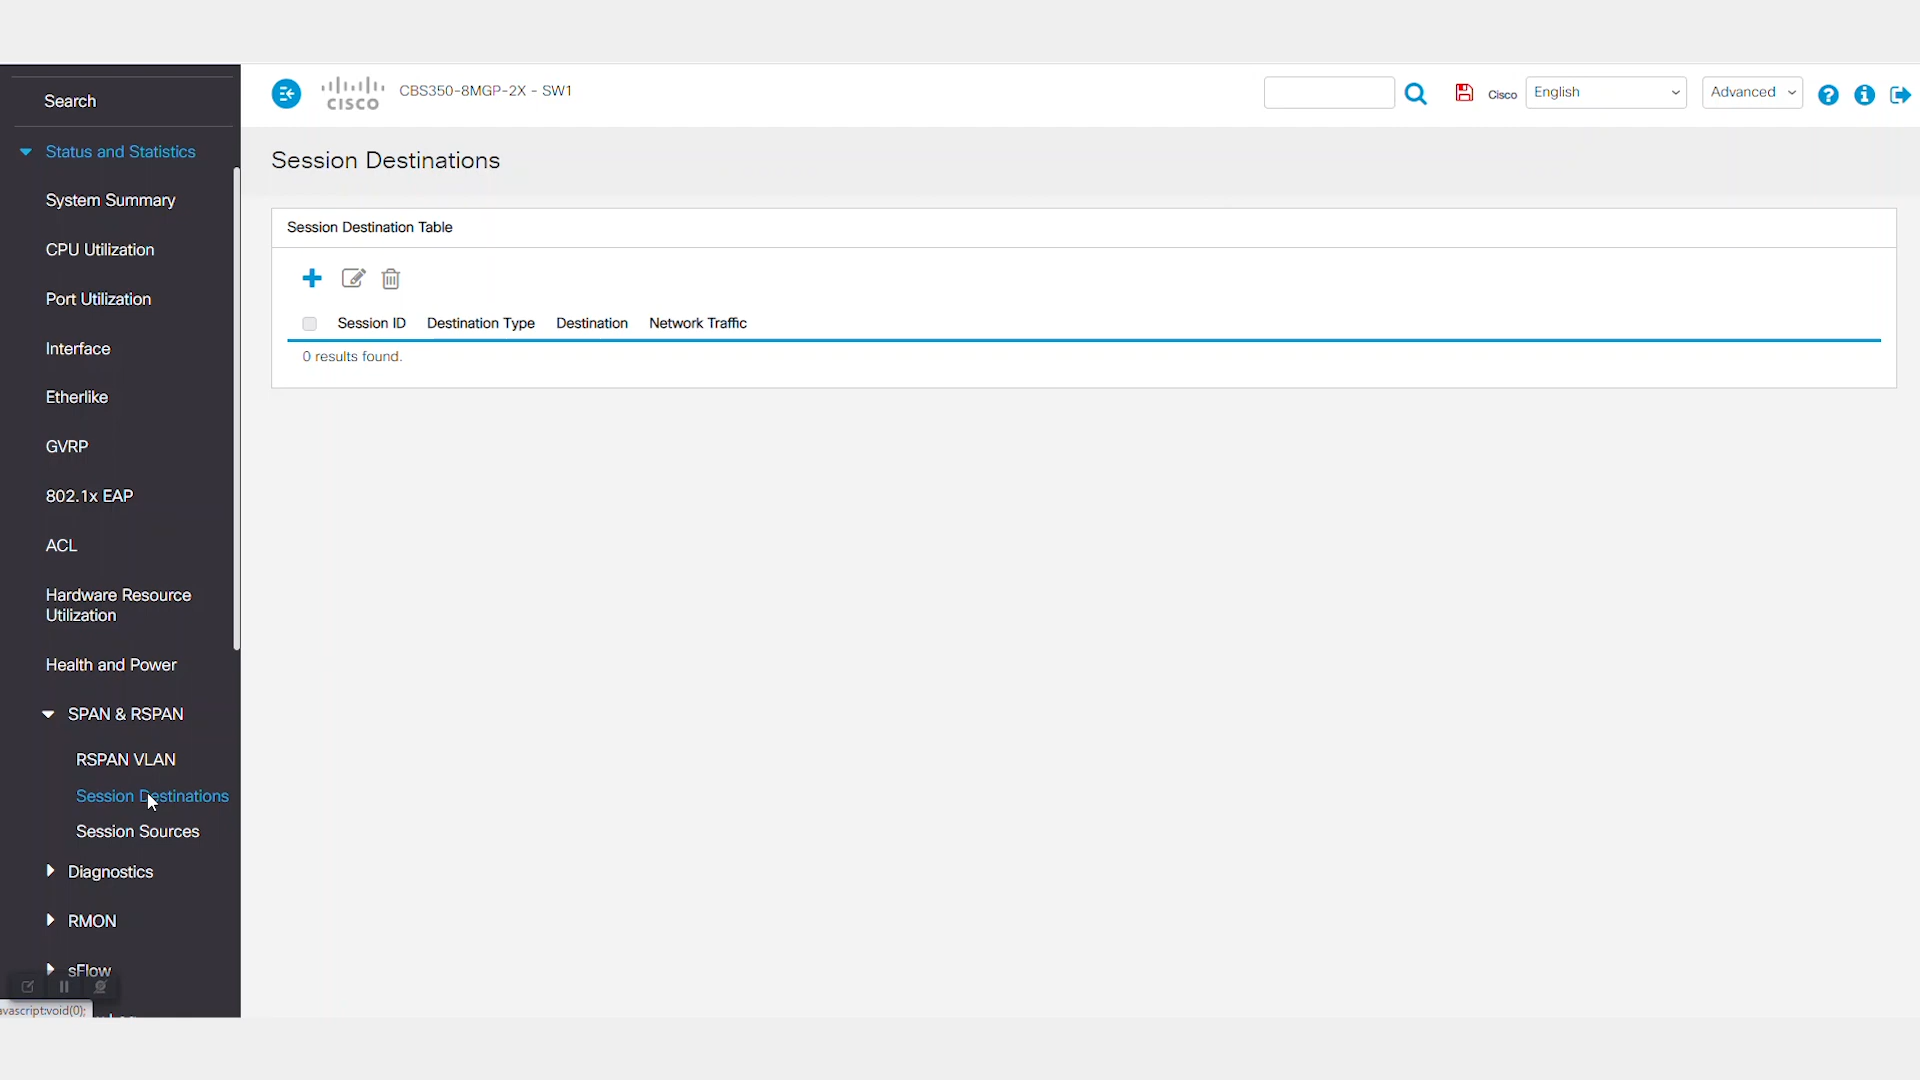 Search
CISCO
CBS350-8MGP-2X - SW1
Cisco
English
Advanced
Status and Statistics
System Summary
CPU Utilization
Port Utilization
Interface
Etherlike
GVRP
802.1x EAP
ACL
Hardware Resource
Utilization
Health and Power
SPAN & RSPAN
RSPAN VLAN
Session Destinations
Session Sources
Diagnostics
RMON
sFlow
avascript:void(0);
Session Destinations
Session Destination Table
Session ID Destination Type Destination Network Traffic
0 results found.